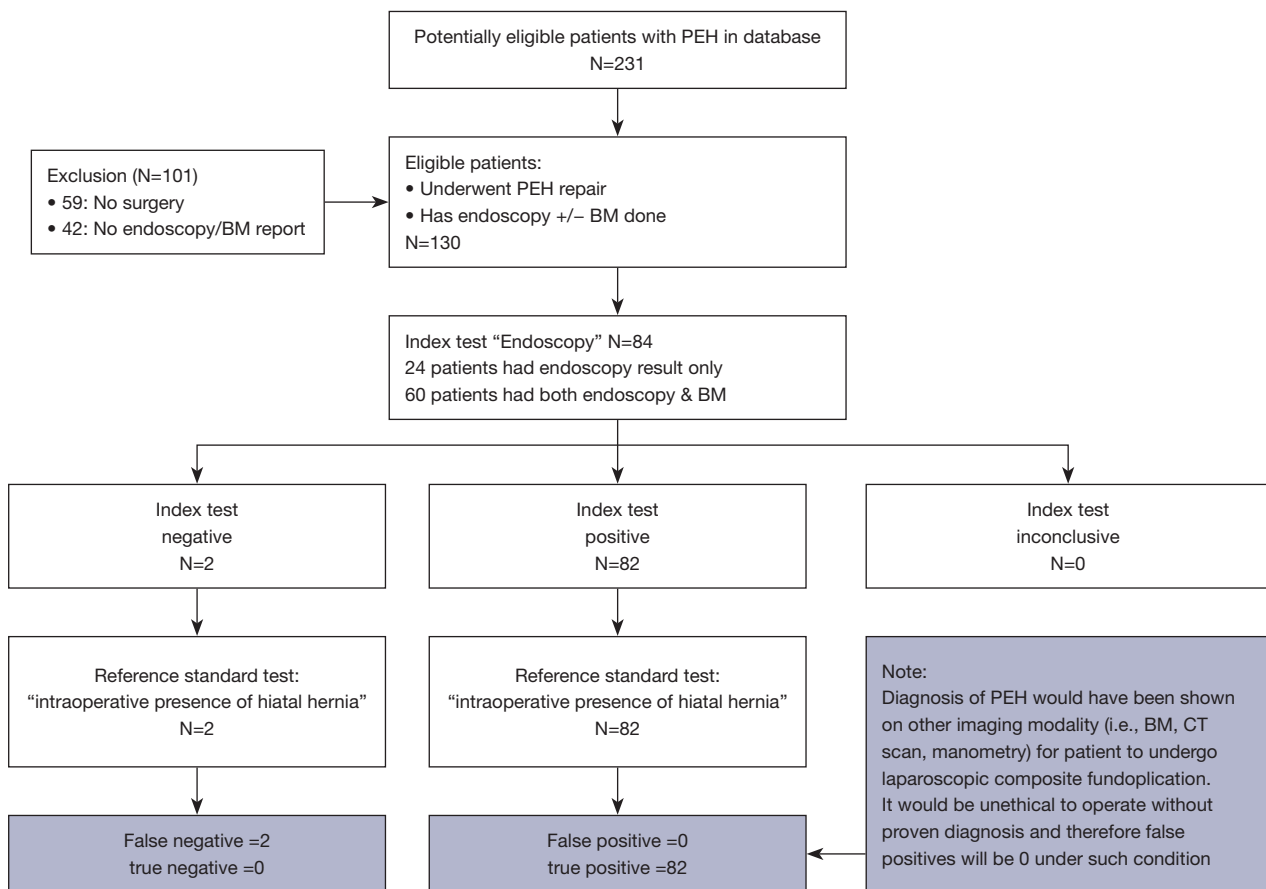 Potentially eligible patients with PEH in database
N=231
Exclusion (N=101)
• 59: No surgery
• 42: No endoscopy/BM report
Eligible patients:
• Underwent PEH repair
• Has endoscopy +/− BM done
N=130
Index test “Endoscopy” N=84
24 patients had endoscopy result only
60 patients had both endoscopy & BM
Index test
negative
N=2
Index test
positive
N=82
Index test
inconclusive
N=0
Reference standard test:
“intraoperative presence of hiatal hernia”
N=2
Reference standard test:
“intraoperative presence of hiatal hernia”
N=82
Note:
Diagnosis of PEH would have been shown
on other imaging modality (i.e., BM, CT
scan, manometry) for patient to undergo
laparoscopic composite fundoplication.
It would be unethical to operate without
proven diagnosis and therefore false
positives will be 0 under such condition
False negative =2
true negative =0
False positive =0
true positive =82